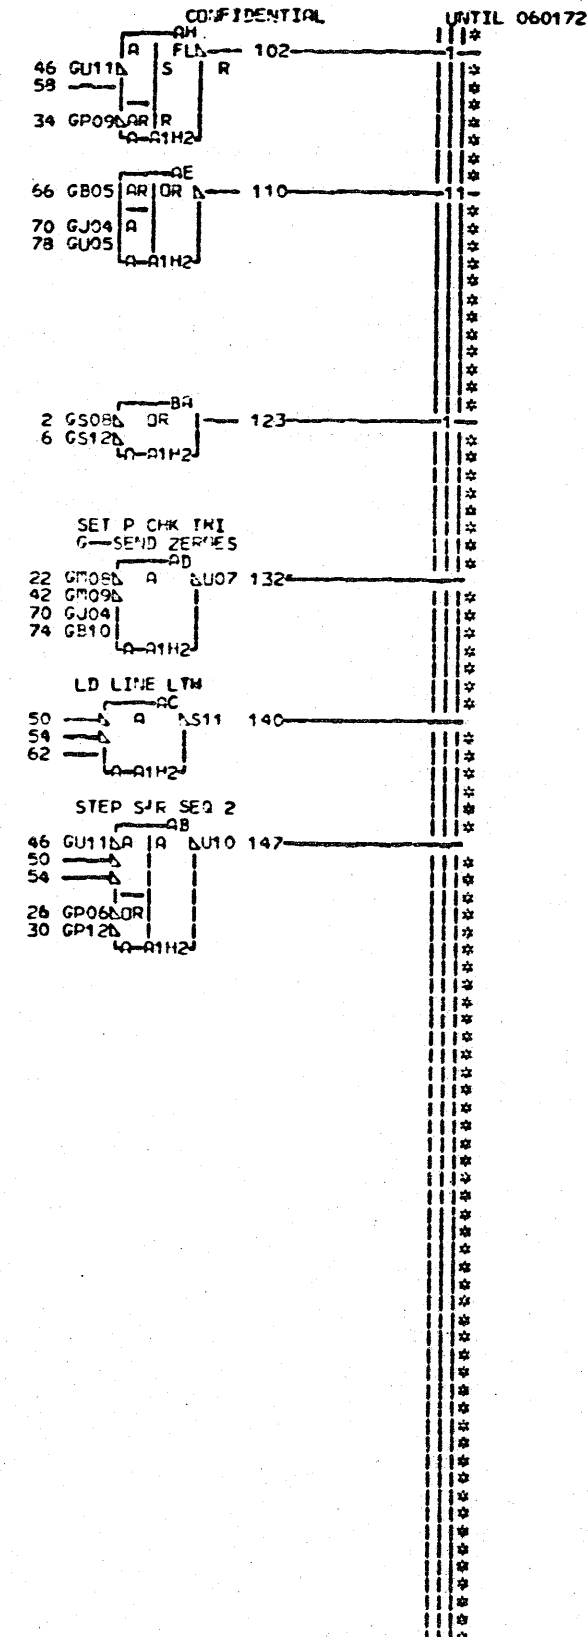 CONFIDENTIAL UNTIL 060172
AH
A FL 102 1
46 GU11 S R
58
34 GP09 AR R
A A1H2
AE
66 GB05 AR OR 110 11
70 GJ04 A
78 GU05
A A1H2
BA
2 GS08 OR 123 1
6 GS12
A1H2
SET P CHK TRI
G—SEND ZEROES
AD
22 GM08 A U07 132
42 GM09
70 GJ04
74 GB10
A A1H2
LD LINE LTH
AC
50 A S11 140
54
62
A A1H2
STEP SEQ 2
AB
46 GU11 A A U10 147
50
54
26 GP06 OR
30 GP12
A A1H2